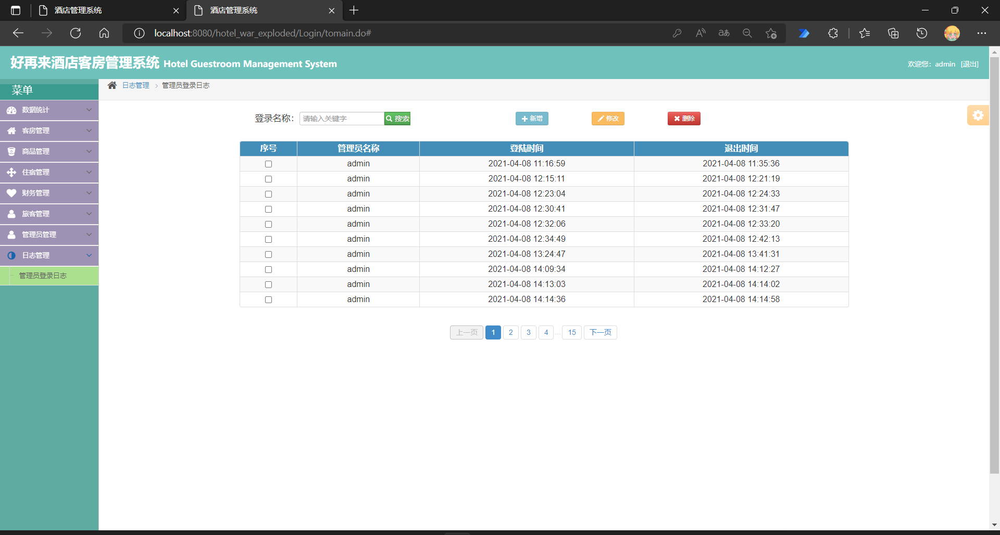 酒店管理系统
酒店管理系统
localhost:8080/hotel_war_exploded/Login/tomain.do#
好再来酒店客房管理系统 Hotel Guestroom Management System
欢迎您：admin [退出]
菜单
日志管理 > 管理员登录日志
数据统计
客房管理
商品管理
住宿管理
财务管理
旅客管理
管理员管理
日志管理
管理员登录日志
登录名称： 请输入关键字 搜索 新增 修改 删除
序号 管理员名称 登陆时间 退出时间
admin 2021-04-08 11:16:59 2021-04-08 11:35:36
admin 2021-04-08 12:15:11 2021-04-08 12:21:19
admin 2021-04-08 12:23:04 2021-04-08 12:24:33
admin 2021-04-08 12:30:41 2021-04-08 12:31:47
admin 2021-04-08 12:32:06 2021-04-08 12:33:20
admin 2021-04-08 12:34:49 2021-04-08 12:42:13
admin 2021-04-08 13:24:47 2021-04-08 13:41:31
admin 2021-04-08 14:09:34 2021-04-08 14:12:27
admin 2021-04-08 14:13:03 2021-04-08 14:14:02
admin 2021-04-08 14:14:36 2021-04-08 14:14:58
上一页 1 2 3 4 ... 15 下一页